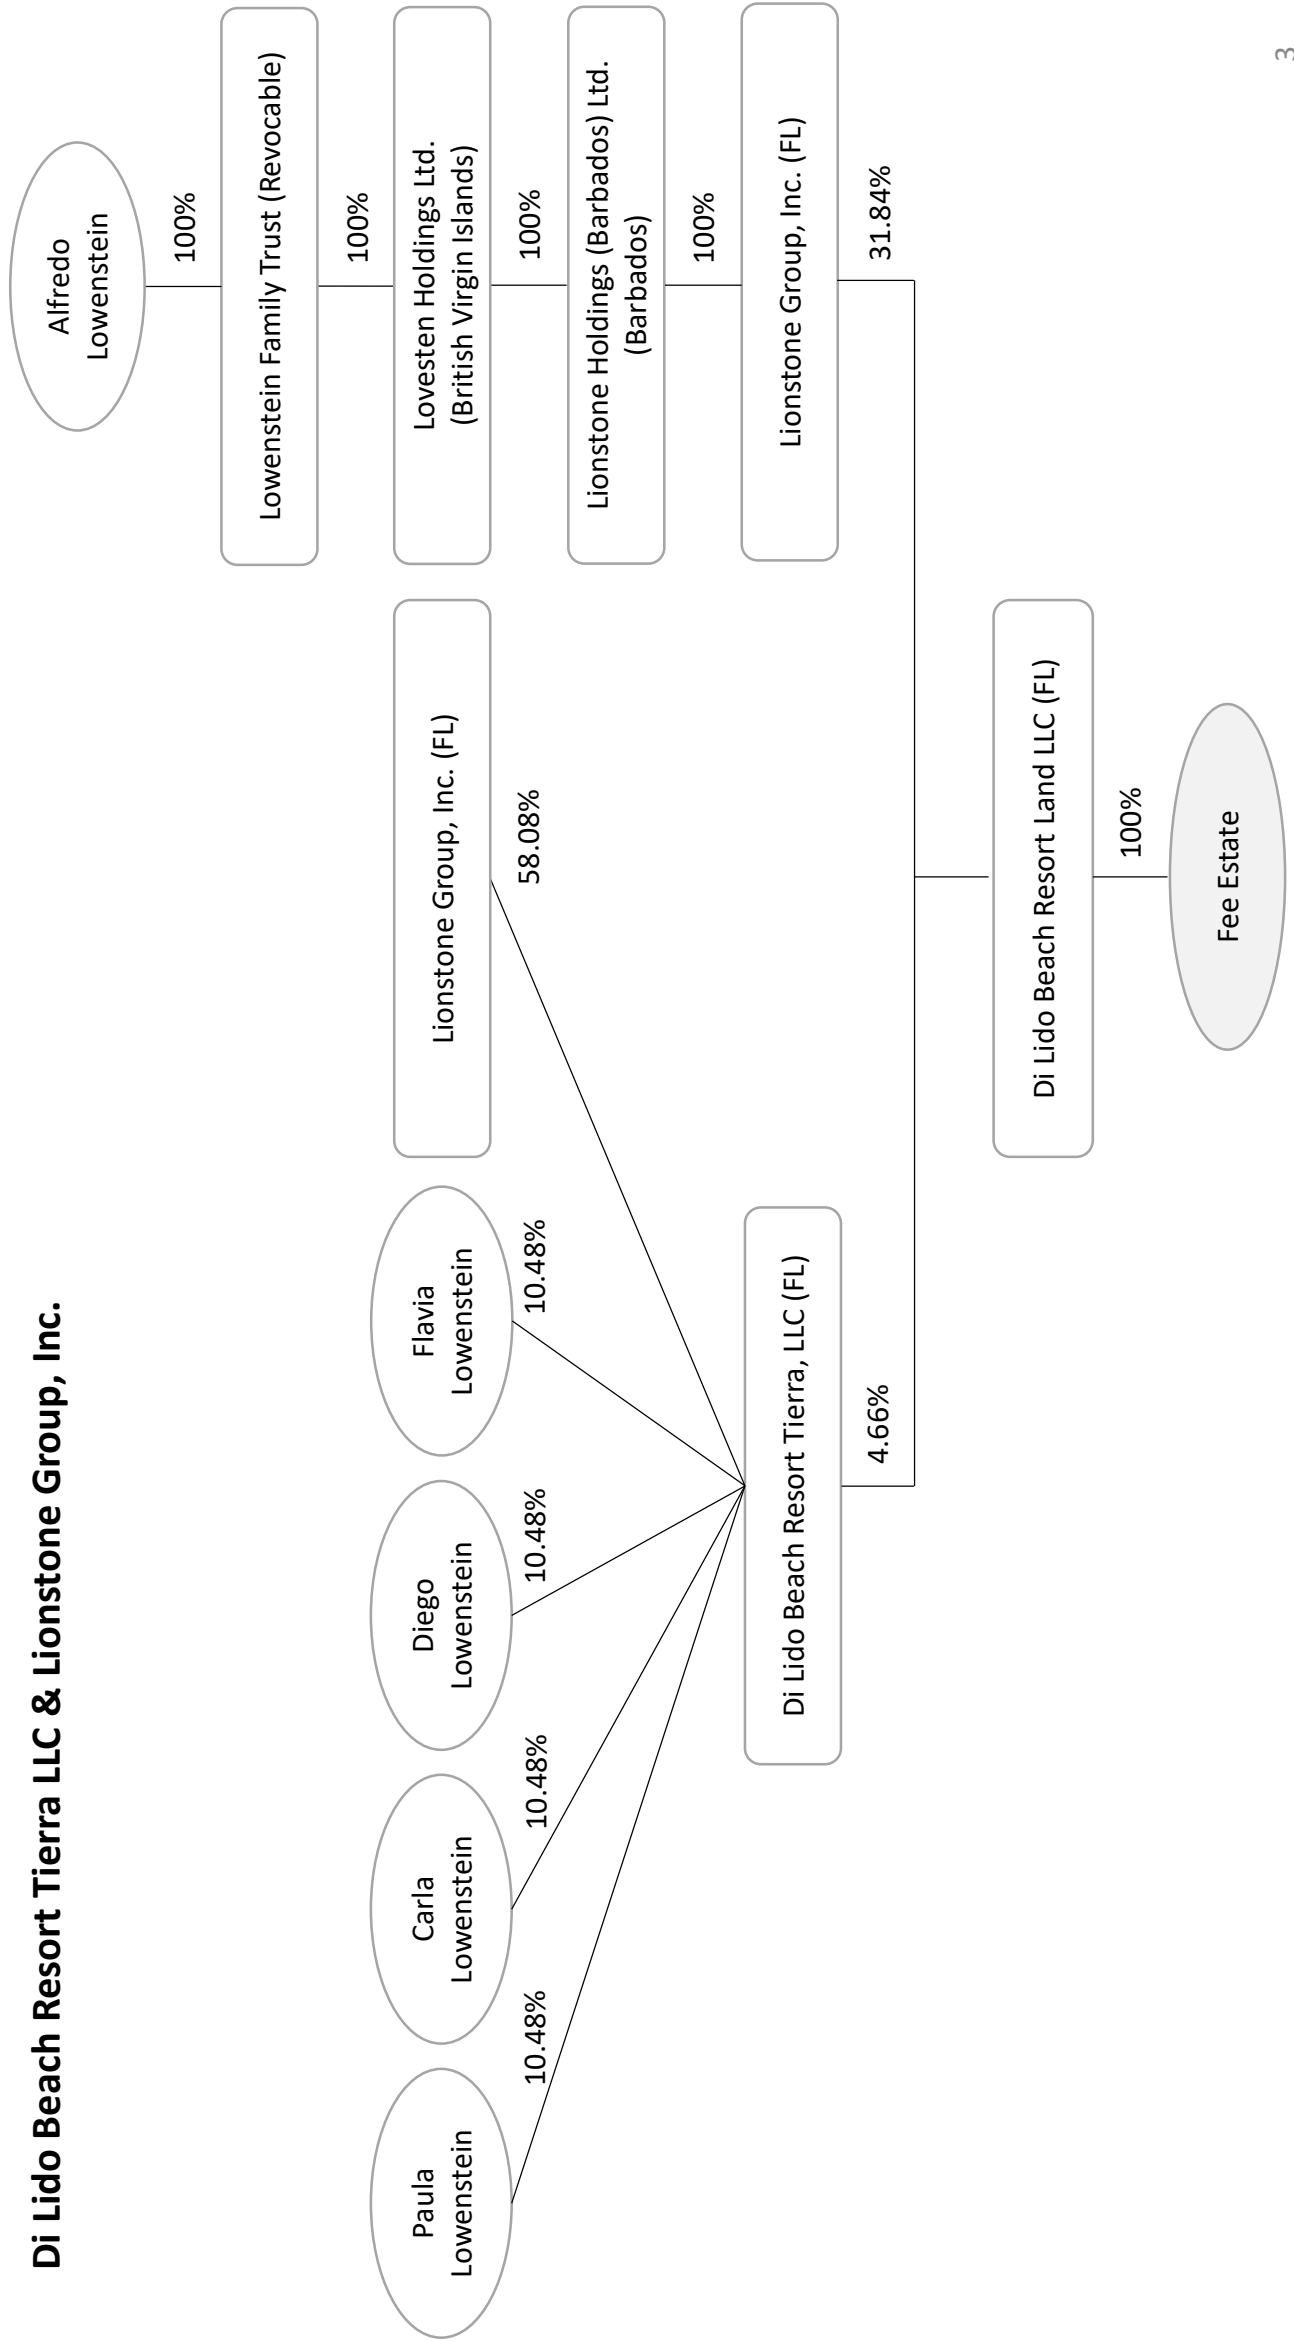 Di Lido Beach Resort Tierra LLC & Lionstone Group, Inc.
Alfredo
Lowenstein
100%
Lowenstein Family Trust (Revocable)
100%
Paula
Lowenstein
Carla
Lowenstein
Diego
Lowenstein
Flavia
Lowenstein
Lionstone Group, Inc. (FL)
Lovesten Holdings Ltd.
(British Virgin Islands)
10.48%
10.48%
10.48%
10.48%
58.08%
100%
Lionstone Holdings (Barbados) Ltd.
(Barbados)
100%
Di Lido Beach Resort Tierra, LLC (FL)
Lionstone Group, Inc. (FL)
4.66%
31.84%
Di Lido Beach Resort Land LLC (FL)
100%
Fee Estate
3